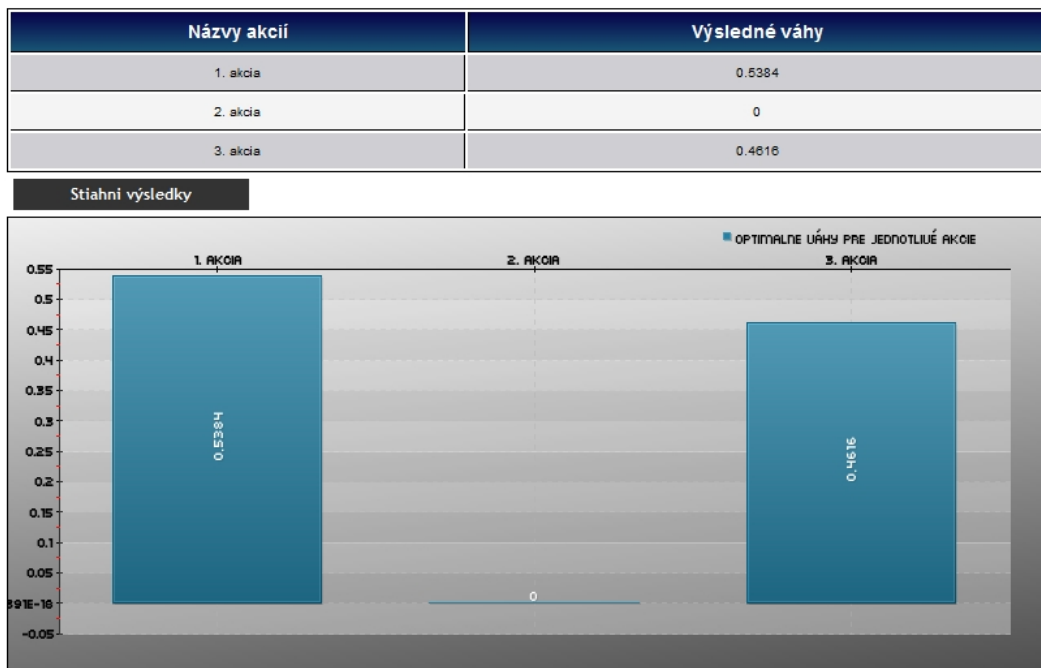 Názvy akcií Výsledné váhy
1. akcia 0.5384
2. akcia 0
3. akcia 0.4616
Stiahni výsledky
OPTIMALNE VÁHY PRE JEDNOTLIVÉ AKCIE
1. AKCIA 2. AKCIA 3. AKCIA
0.55
0.5
0.45
0.4
0.35
0.3
0.25
0.2
0.15
0.1
0.05
391E-18
-0.05
0.5384
0
0.4616